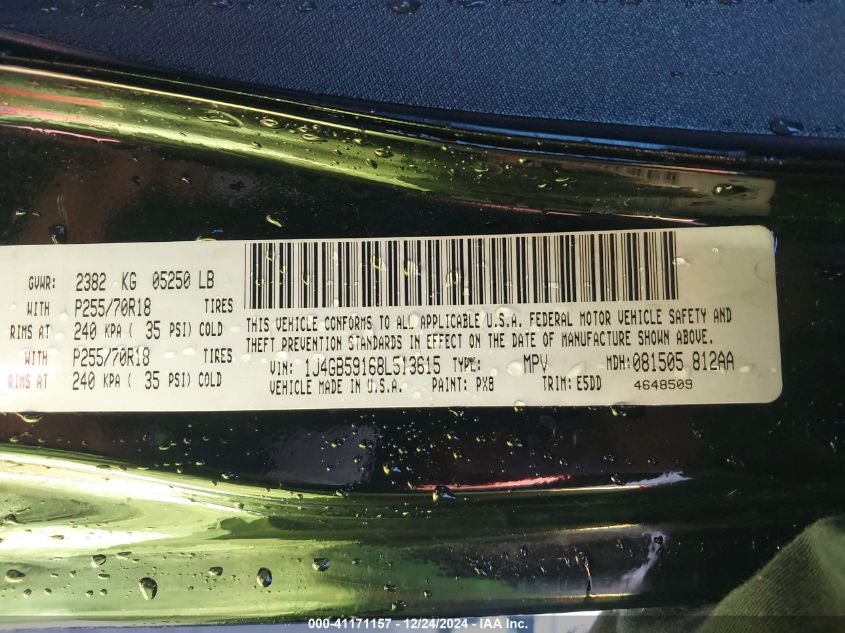 GVWR: 2382 KG 05250 LB
WITH P255/70R18 TIRES
RIMS AT 240 KPA ( 35 PSI) COLD
WITH P255/70R18 TIRES
RIMS AT 240 KPA ( 35 PSI) COLD
THIS VEHICLE CONFORMS TO ALL APPLICABLE U.S.A. FEDERAL MOTOR VEHICLE SAFETY AND
THEFT PREVENTION STANDARDS IN EFFECT ON THE DATE OF MANUFACTURE SHOWN ABOVE.
VIN: 1J4GB59168L513615 TYPE: MPV MDH: 081505 812AA
VEHICLE MADE IN U.S.A. PAINT: PX8 TRIM: E5DD 4648509
000-41171157 - 12/24/2024 - IAA Inc.